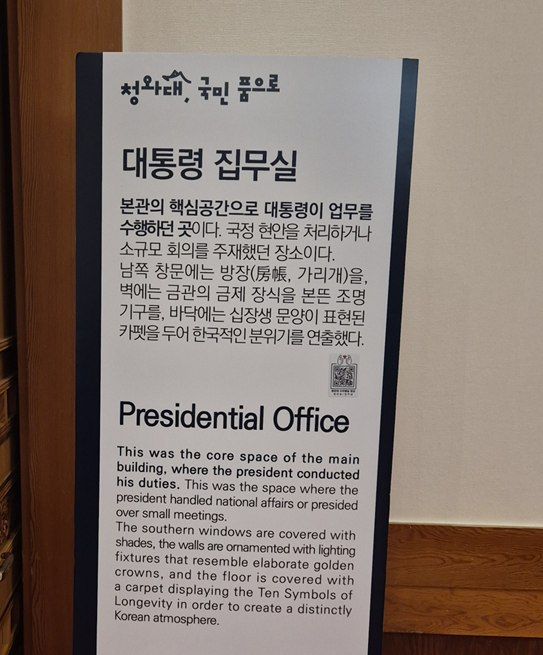 청와대, 국민 품으로
대통령 집무실
본관의 핵심공간으로 대통령이 업무를
수행하던 곳이다. 국정 현안을 처리하거나
소규모 회의를 주재했던 장소이다.
남쪽 창문에는 방장(房帳, 가리개)을,
벽에는 금관의 금제 장식을 본뜬 조명
기구를, 바닥에는 십장생 문양이 표현된
카펫을 두어 한국적인 분위기를 연출했다.
Presidential Office
This was the core space of the main
building, where the president conducted
his duties. This was the space where the
president handled national affairs or presided
over small meetings.
The southern windows are covered with
shades, the walls are ornamented with lighting
fixtures that resemble elaborate golden
crowns, and the floor is covered with
a carpet displaying the Ten Symbols of
Longevity in order to create a distinctly
Korean atmosphere.